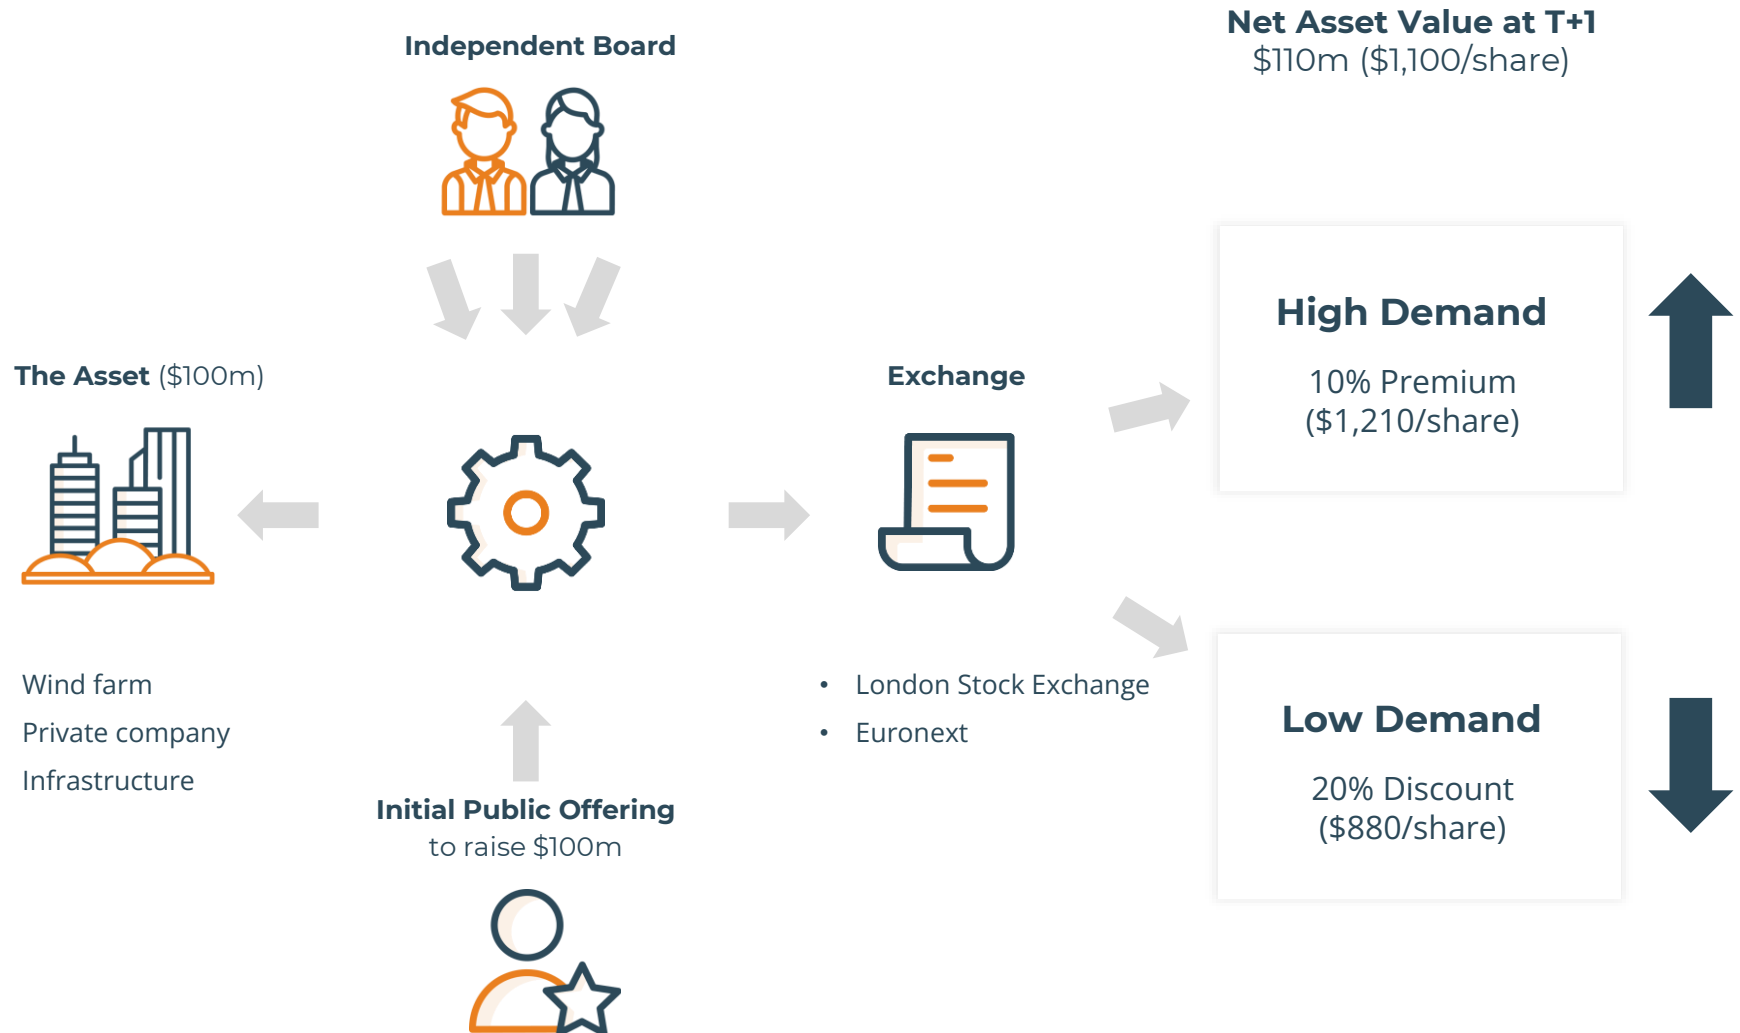 Independent Board
Net Asset Value at T+1
$110m ($1,100/share)
The Asset ($100m)
Exchange
High Demand
10% Premium
($1,210/share)
Wind farm
Private company
Infrastructure
• London Stock Exchange
• Euronext
Initial Public Offering
to raise $100m
Low Demand
20% Discount
($880/share)